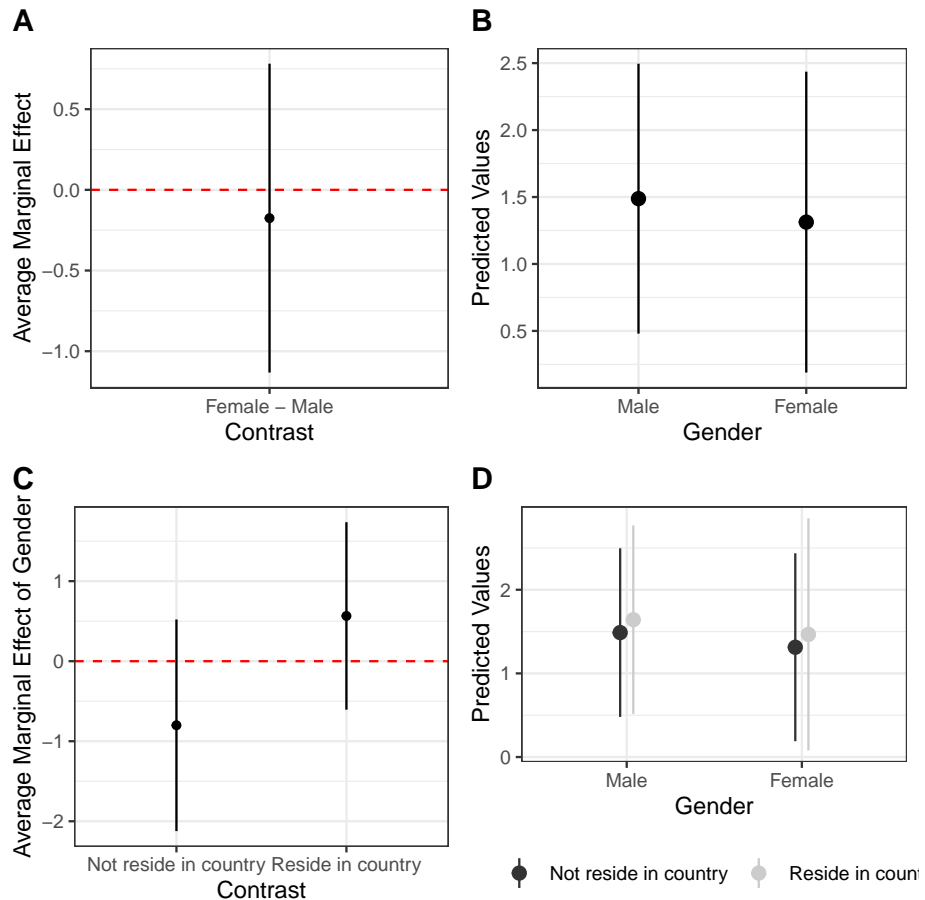 A
Average Marginal Effect
0.5
0.0
−0.5
−1.0
Female − Male
Contrast
B
Predicted Values
2.5
2.0
1.5
1.0
0.5
Male
Female
Gender
C
Average Marginal Effect of Gender
1
0
−1
−2
Not reside in country
Reside in country
Contrast
D
Predicted Values
2
1
0
Male
Female
Gender
Not reside in country
Reside in coun